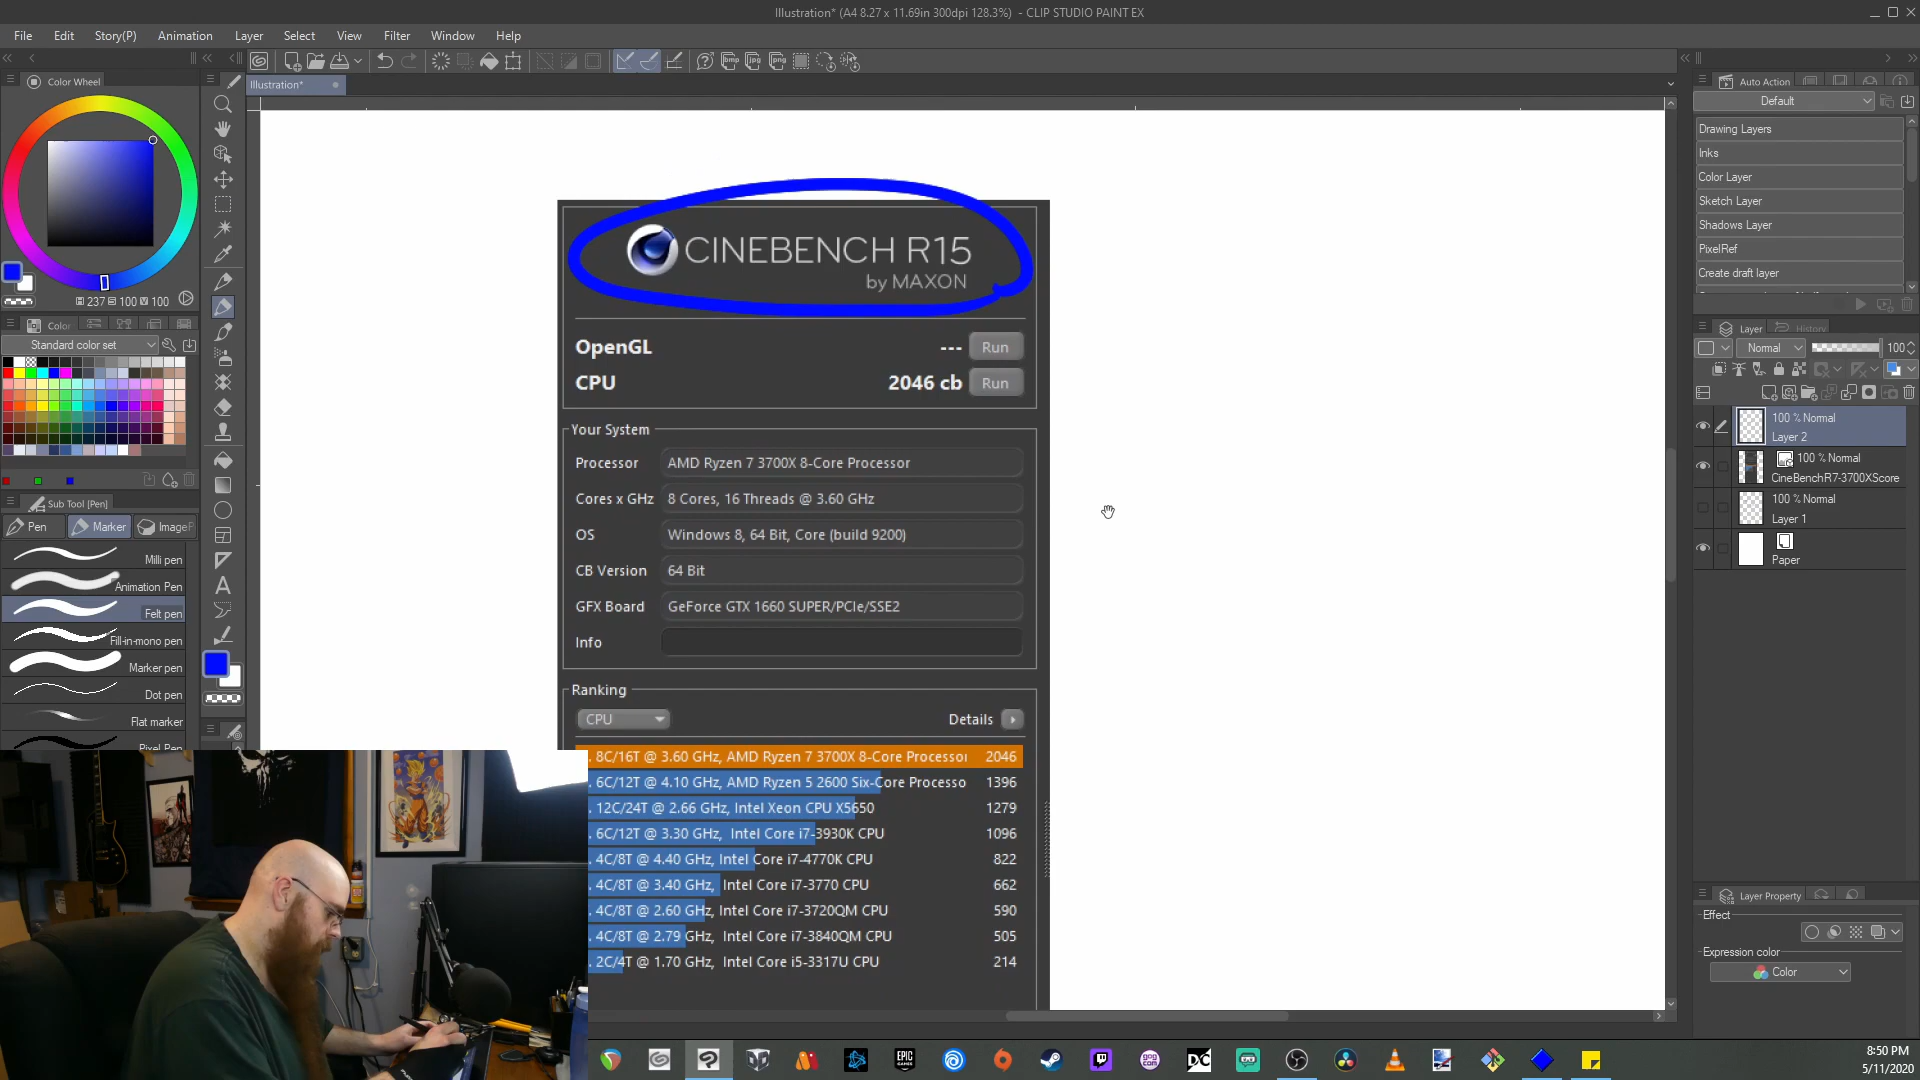 Illustration* (A4 8.27 x 11.69in 300dpi 128.3%) - CLIP STUDIO PAINT EX
File Edit Story(P) Animation Layer Select View Filter Window Help
Color Wheel
Illustration*
Auto Action
Default
Drawing Layers
Inks
Color Layer
Sketch Layer
Shadows Layer
PixelRef
Create draft layer
237 100 V 100
Color
Standard color set
Sub Tool [Pen]
Pen Marker ImageP
Milli pen
Animation Pen
Felt pen
Fill-in-mono pen
Marker pen
Dot pen
Flat marker
Pixel Pen
CINEBENCH R15
by MAXON
OpenGL --- Run
CPU 2046 cb Run
Your System
Processor AMD Ryzen 7 3700X 8-Core Processor
Cores x GHz 8 Cores, 16 Threads @ 3.60 GHz
OS Windows 8, 64 Bit, Core (build 9200)
CB Version 64 Bit
GFX Board GeForce GTX 1660 SUPER/PCIe/SSE2
Info
Ranking
CPU Details
. 8C/16T @ 3.60 GHz, AMD Ryzen 7 3700X 8-Core Processor 2046
. 6C/12T @ 4.10 GHz, AMD Ryzen 5 2600 Six-Core Processo 1396
. 12C/24T @ 2.66 GHz, Intel Xeon CPU X5650 1279
. 6C/12T @ 3.30 GHz, Intel Core i7-3930K CPU 1096
. 4C/8T @ 4.40 GHz, Intel Core i7-4770K CPU 822
. 4C/8T @ 3.40 GHz, Intel Core i7-3770 CPU 662
. 4C/8T @ 2.60 GHz, Intel Core i7-3720QM CPU 590
. 4C/8T @ 2.79 GHz, Intel Core i7-3840QM CPU 505
. 2C/4T @ 1.70 GHz, Intel Core i5-3317U CPU 214
Layer History
Normal 100
100 % Normal
Layer 2
100 % Normal
CineBenchR7-3700XScore
100 % Normal
Layer 1
Paper
Layer Property
Effect
Expression color
Color
EPIC GAMES
gog com
DC
8:50 PM
5/11/2020